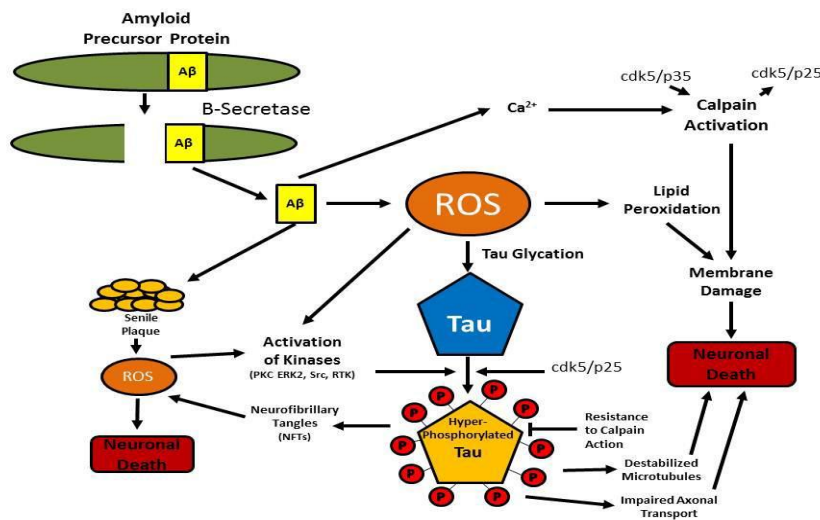 Amyloid
Precursor Protein
Aβ
B-Secretase
Aβ
Aβ
Ca2+
cdk5/p35
cdk5/p25
Calpain
Activation
ROS
Lipid
Peroxidation
Tau Glycation
Membrane
Damage
Senile
Plaque
Tau
Activation
of Kinases
(PKC ERK2, Src, RTK)
cdk5/p25
Neuronal
Death
ROS
Neurofibrillary
Tangles
(NFTs)
Neuronal
Death
P
P
P
P
P
P
P
P
P
P
Hyper-
Phosphorylated
Tau
Resistance
to Calpain
Action
Destabilized
Microtubules
Impaired Axonal
Transport